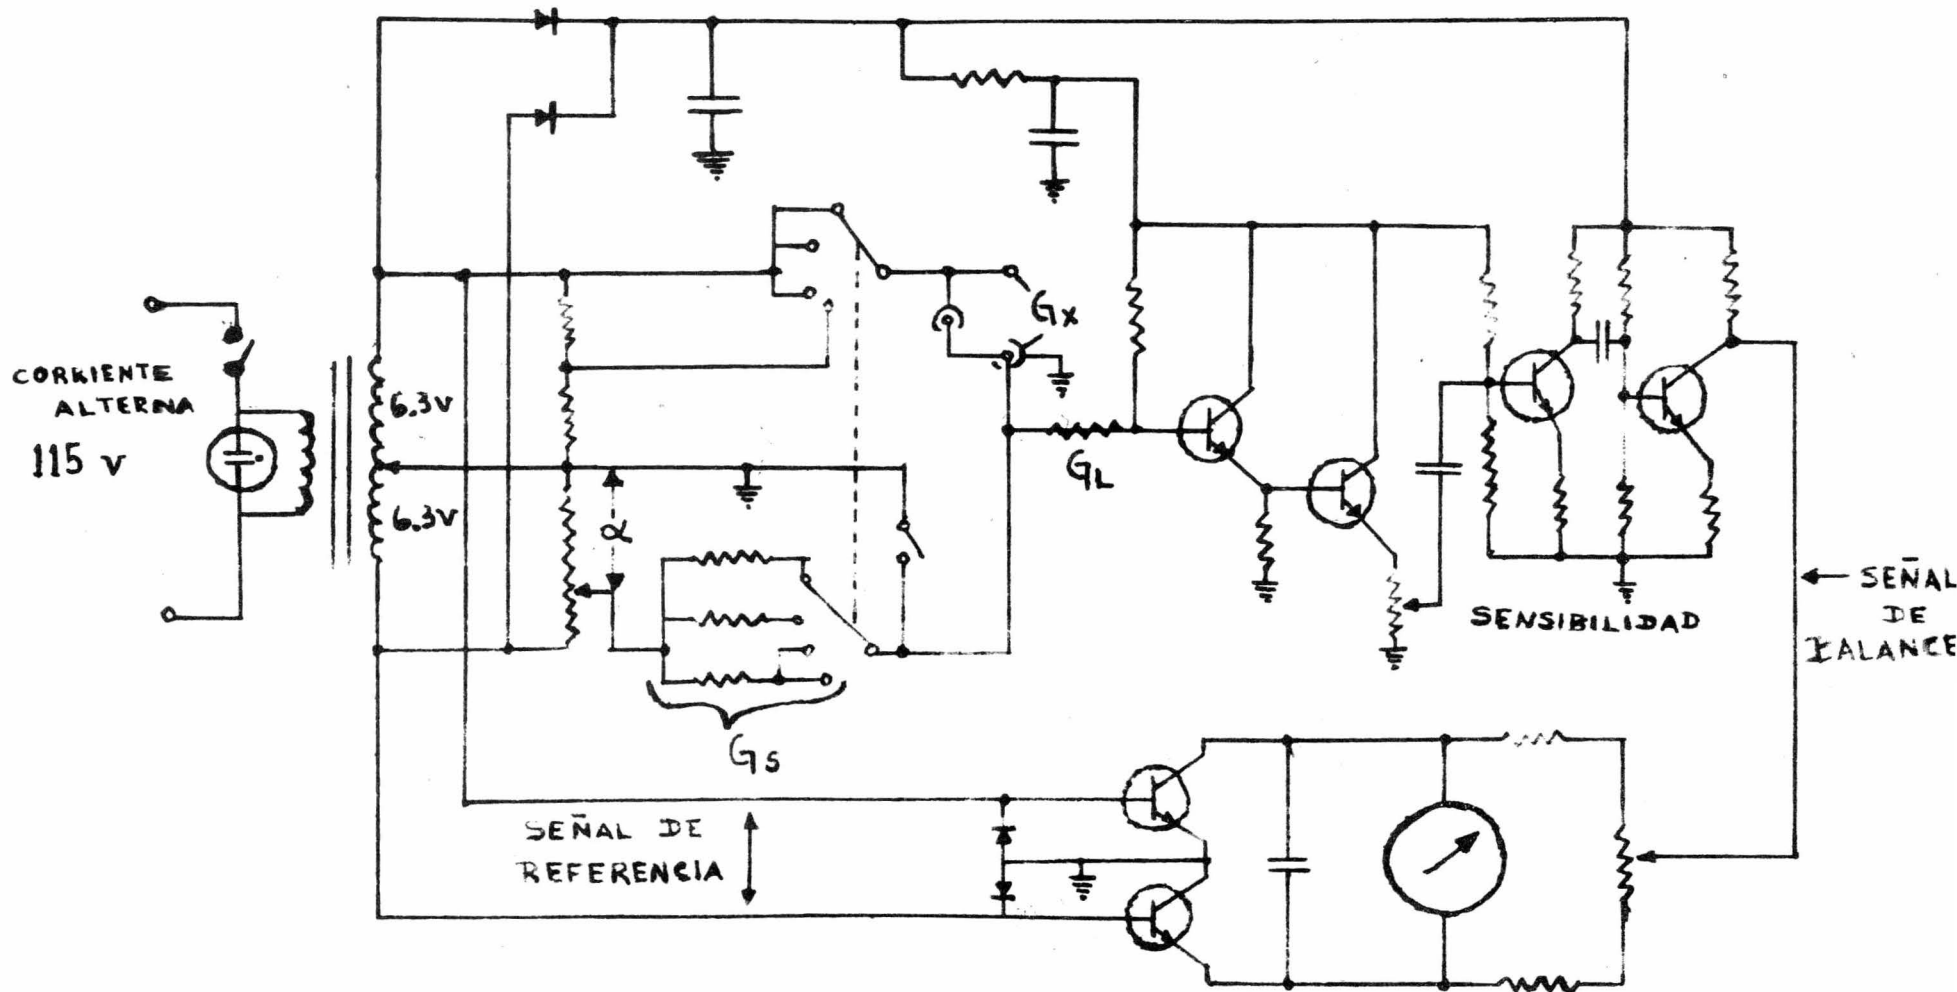 CORRIENTE
ALTERNA
115 v
6.3v
6.3v
α
Gs
Gx
GL
SENSIBILIDAD
SEÑAL
DE
BALANCE
SEÑAL DE
REFERENCIA